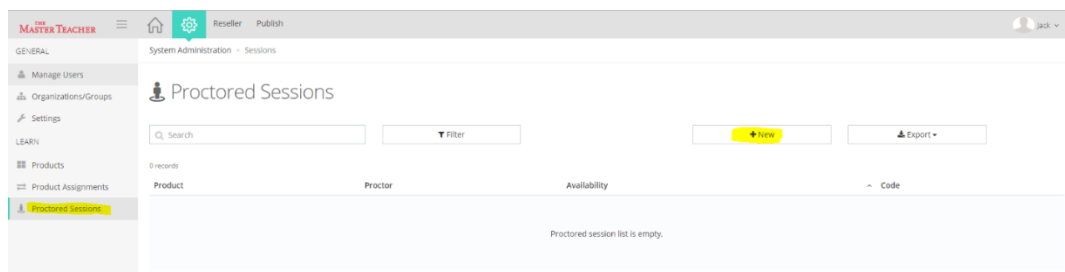 THE
MASTER TEACHER
Reseller Publish
Jack
GENERAL
System Administration Sessions
Manage Users
Organizations/Groups
Settings
LEARN
Products
Product Assignments
Proctored Sessions
Proctored Sessions
Search
Filter
+New
Export
0 records
Product Proctor Availability Code
Proctored session list is empty.